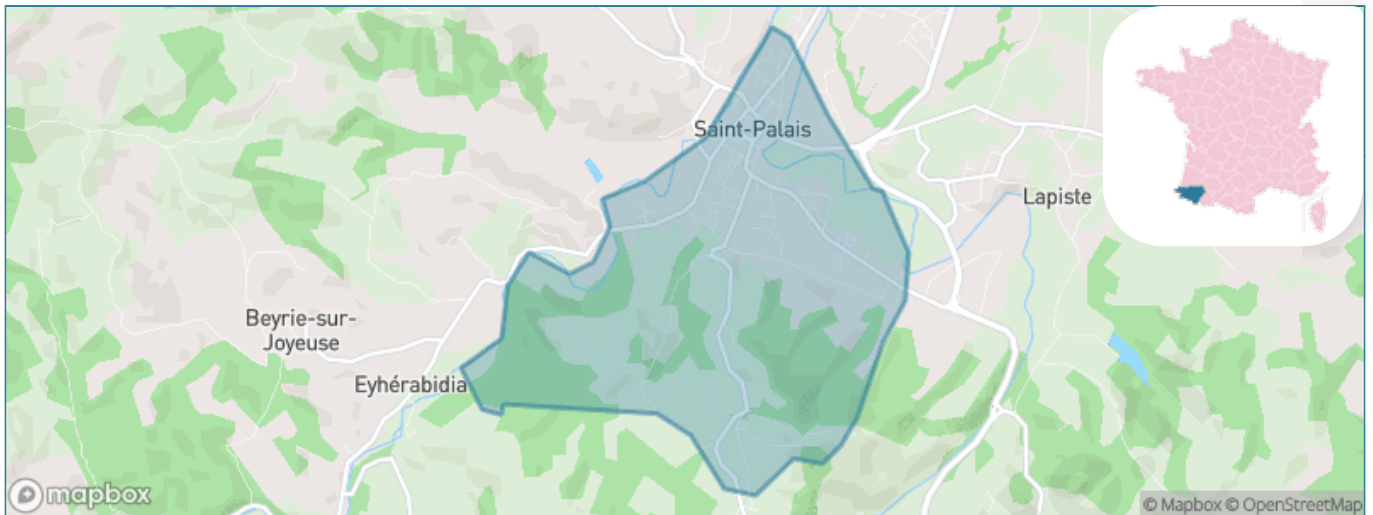 Saint-Palais
Lapiste
Beyrie-sur-
Joyeuse
Eyhérabidia
mapbox
© Mapbox © OpenStreetMap